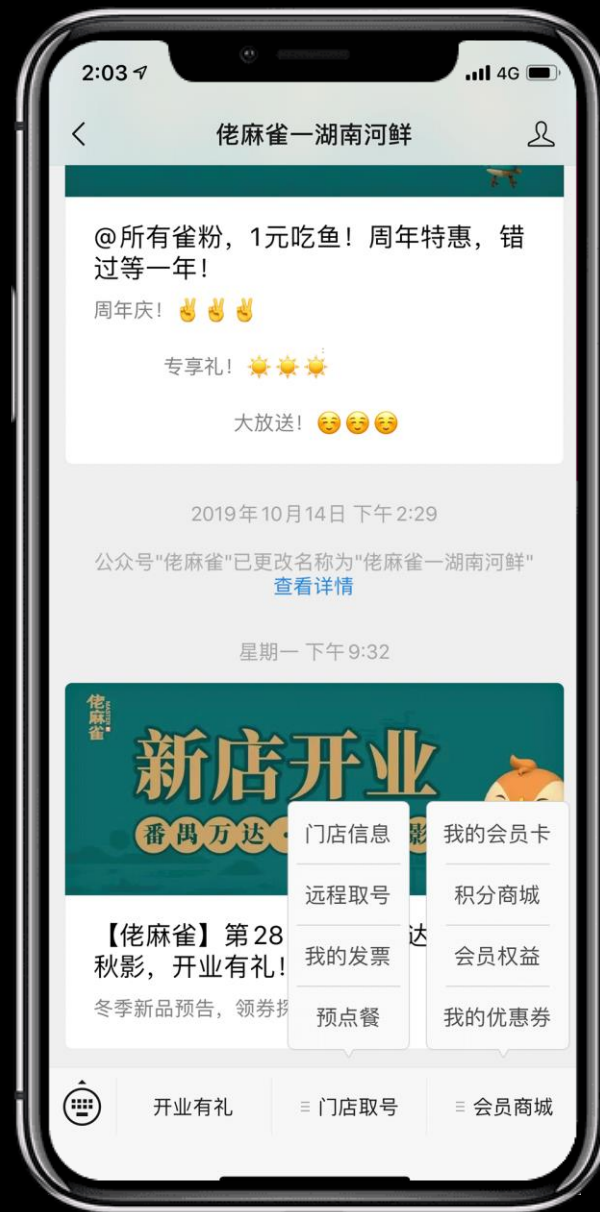 2:03
4G
佬麻雀一湖南河鲜
@所有雀粉，1元吃鱼！周年特惠，错
过等一年！
周年庆！✌✌✌
专享礼！☀☀☀
大放送！☺☺☺
2019年10月14日 下午2:29
公众号"佬麻雀"已更改名称为"佬麻雀一湖南河鲜"
查看详情
星期一 下午9:32
佬麻雀
新店开业
番禺万达·
影
【佬麻雀】第28
达
秋影，开业有礼！
冬季新品预告，领券
门店信息
远程取号
我的发票
预点餐
我的会员卡
积分商城
会员权益
我的优惠券
开业有礼
门店取号
会员商城